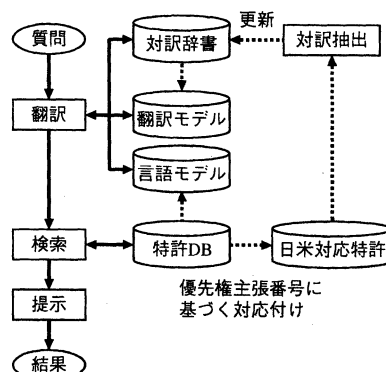 質問
対訳辞書
更新
対訳抽出
翻訳
翻訳モデル
言語モデル
検索
特許DB
日米対応特許
優先権主張番号に
基づく対応付け
提示
結果